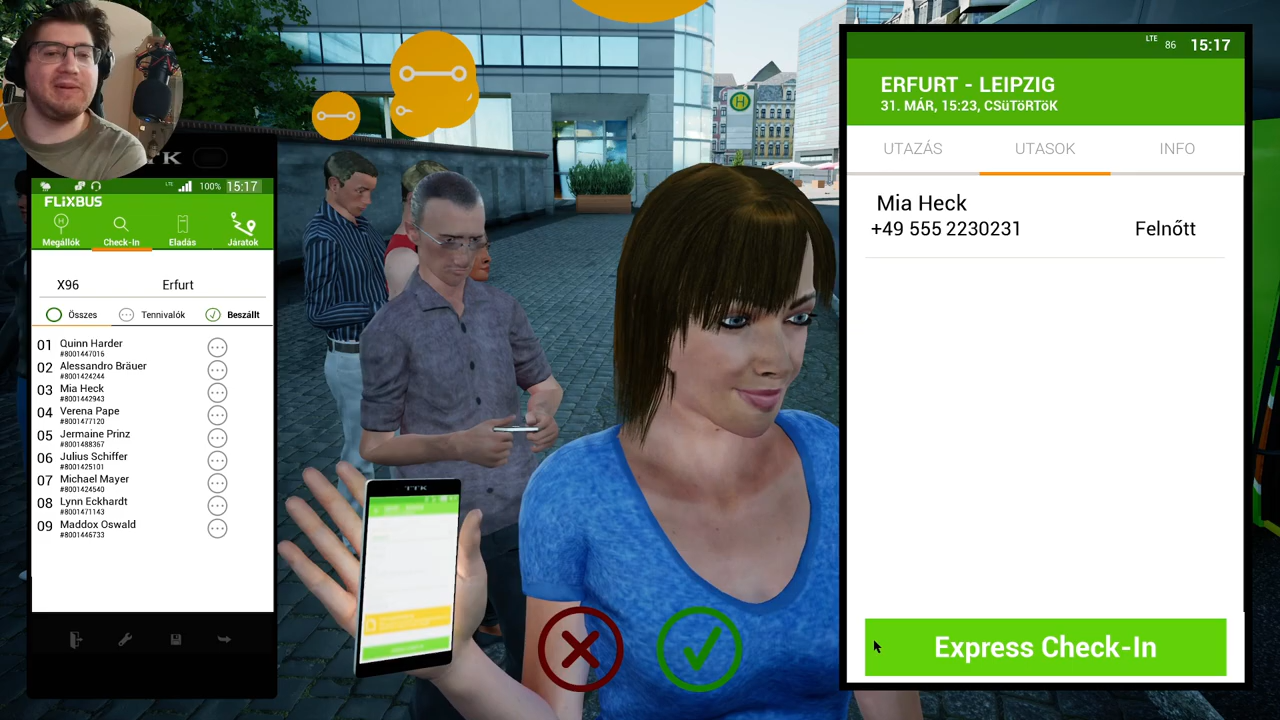 TK
100% 15:17
FLiXBUS
Megállók Check-In Eladás Járatok
X96 Erfurt
Összes Tennivalók Beszállt
01 Quinn Harder
#8001447016
02 Alessandro Bräuer
#8001424244
03 Mia Heck
#8001442943
04 Verena Pape
#8001477120
05 Jermaine Prinz
#8001488367
06 Julius Schiffer
#8001425101
07 Michael Mayer
#8001424540
08 Lynn Eckhardt
#8001471143
09 Maddox Oswald
#8001446733
H
TTK
LTE 86 15:17
ERFURT - LEIPZIG
31. MÁR, 15:23, CSüTöRTöK
UTAZÁS UTASOK INFO
Mia Heck
+49 555 2230231 Felnőtt
Express Check-In